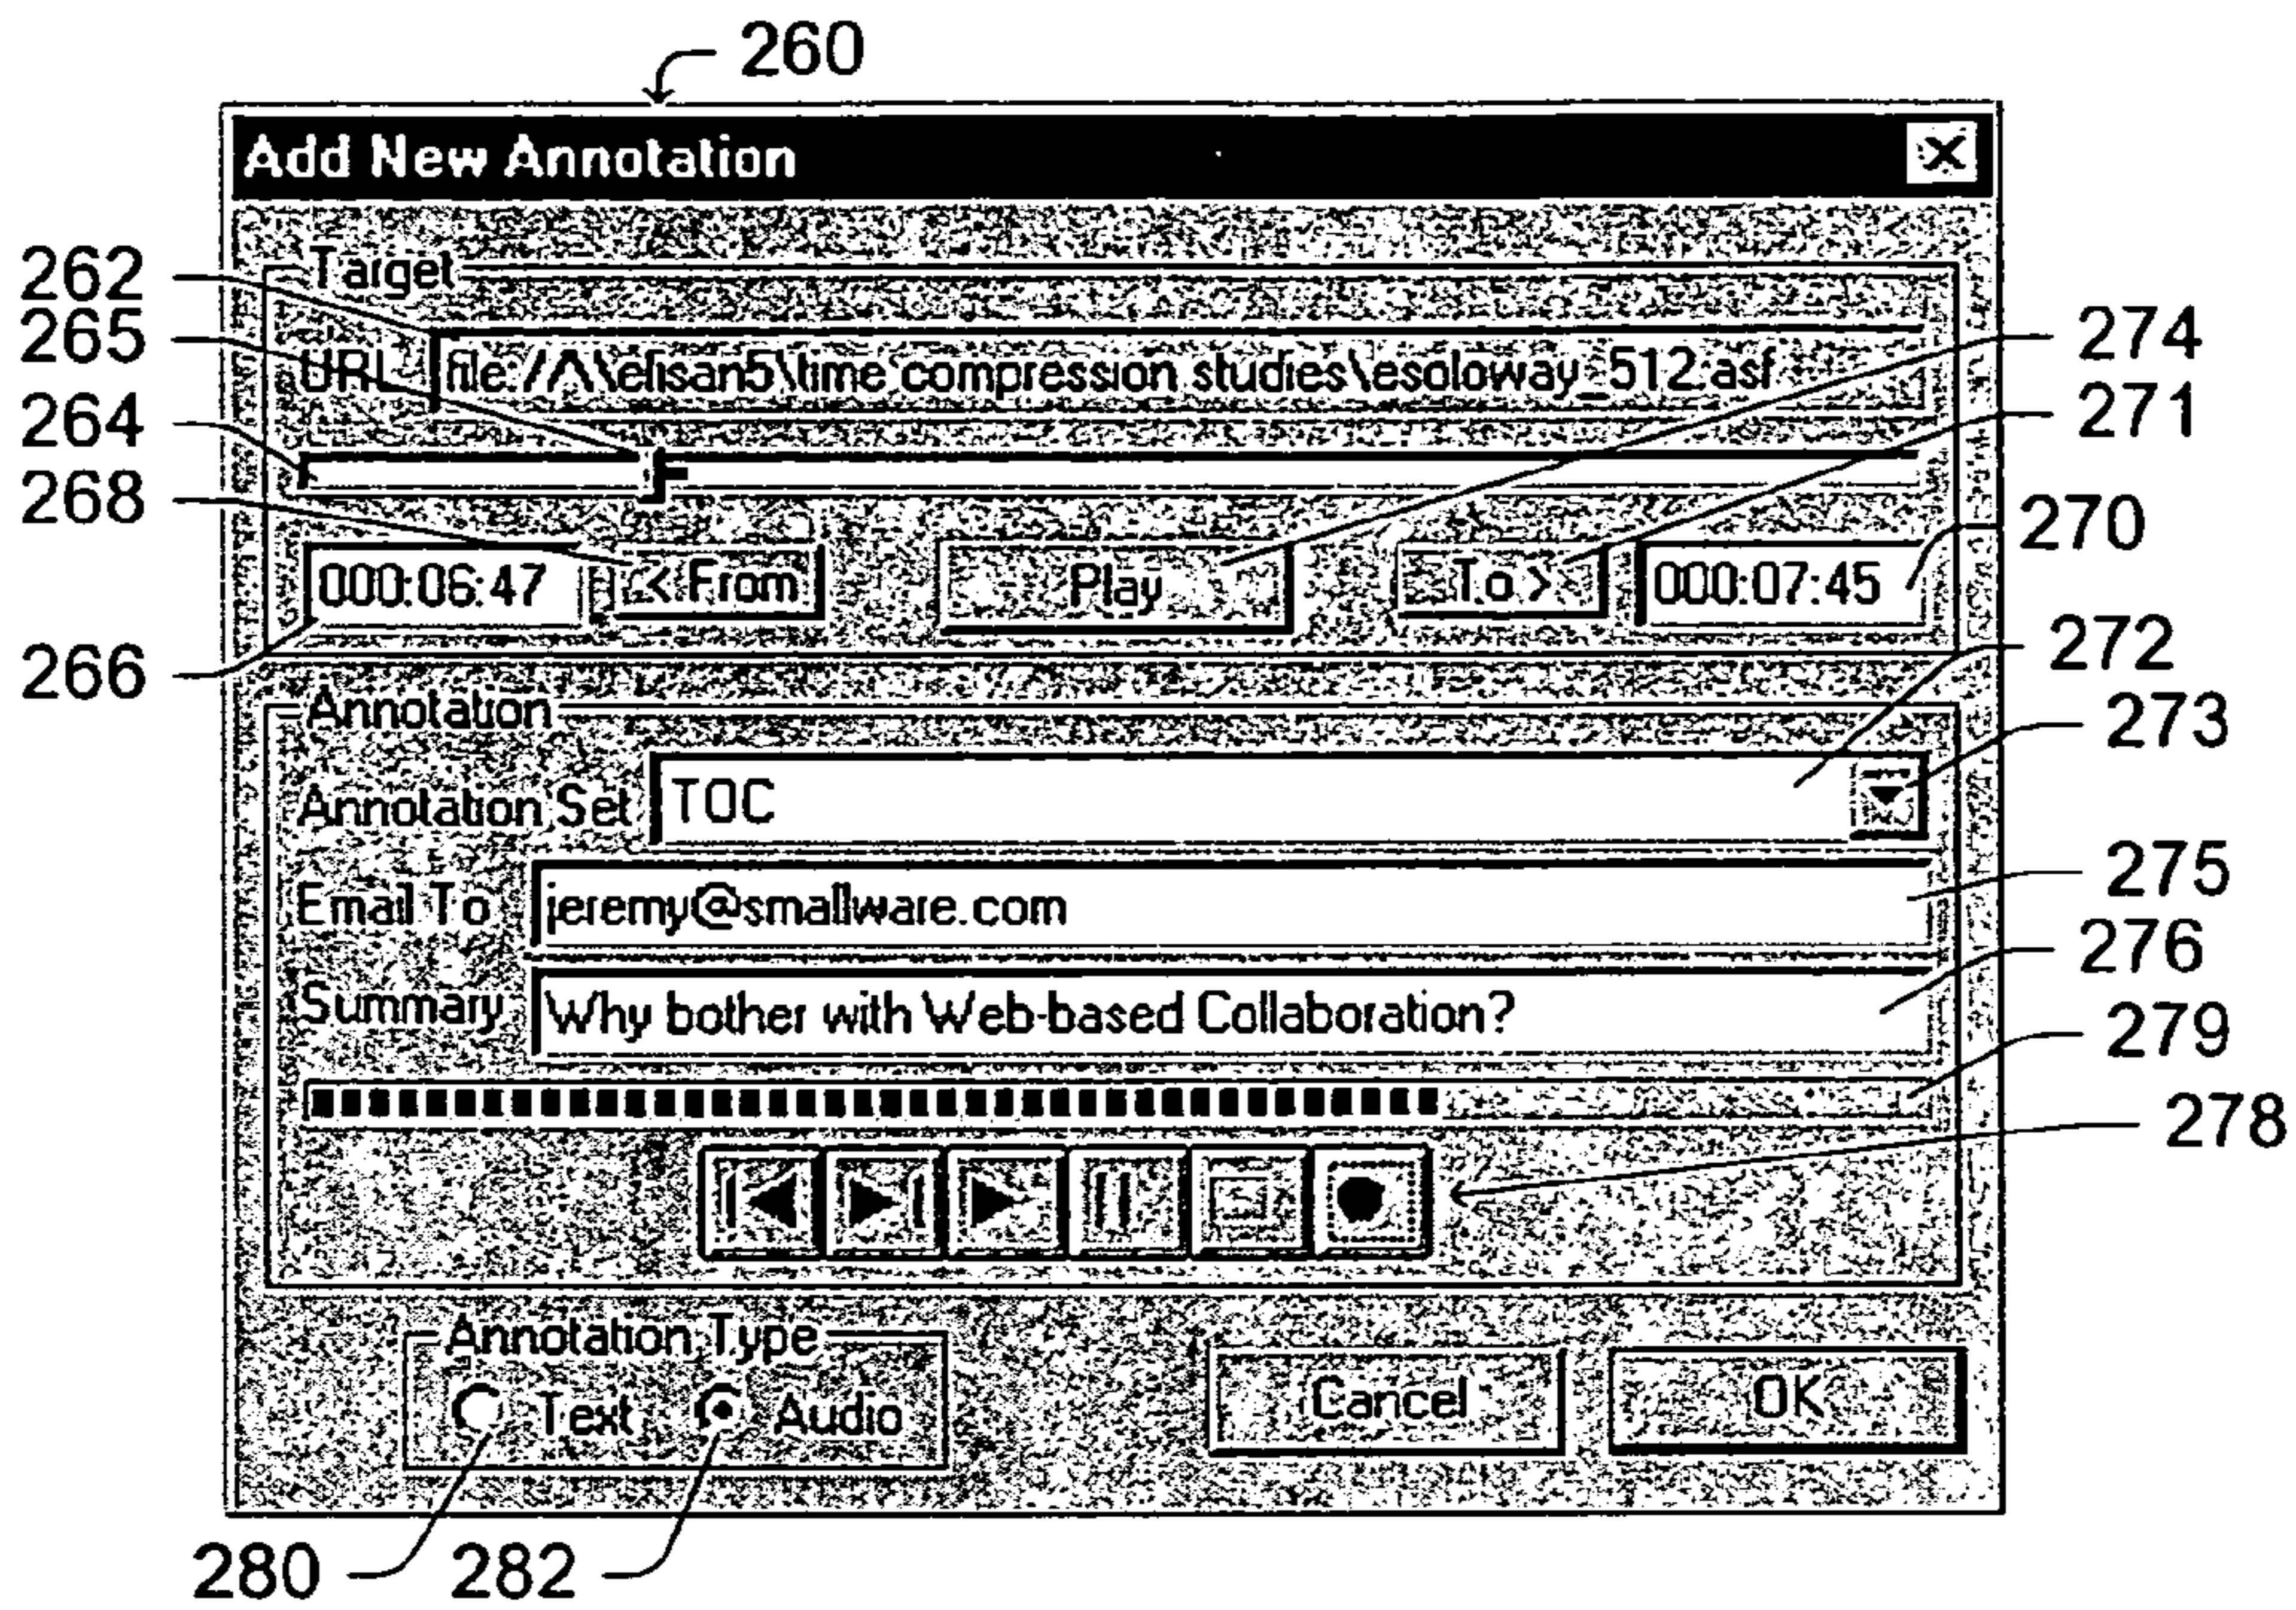 260
Add New Annotation
262
Target
265
274
URL file://\\elisan5\time compression studies\esoloway_512.asf
264
271
268
270
000:06:47 < From Play To > 000:07:45
266
272
Annotation
273
Annotation Set TOC
275
Email To jeremy@smallware.com
276
Summary Why bother with Web-based Collaboration?
279
278
Annotation Type
Text Audio Cancel OK
280 282